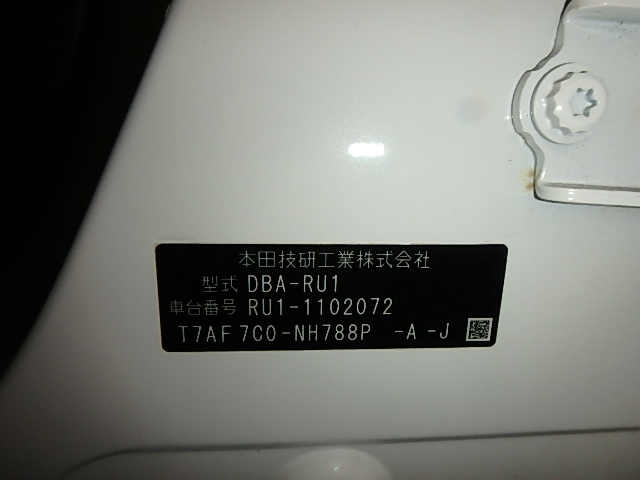 本田技研工業株式会社
型式 DBA-RU1
車台番号 RU1-1102072
T7AF 7C0-NH788P -A -J